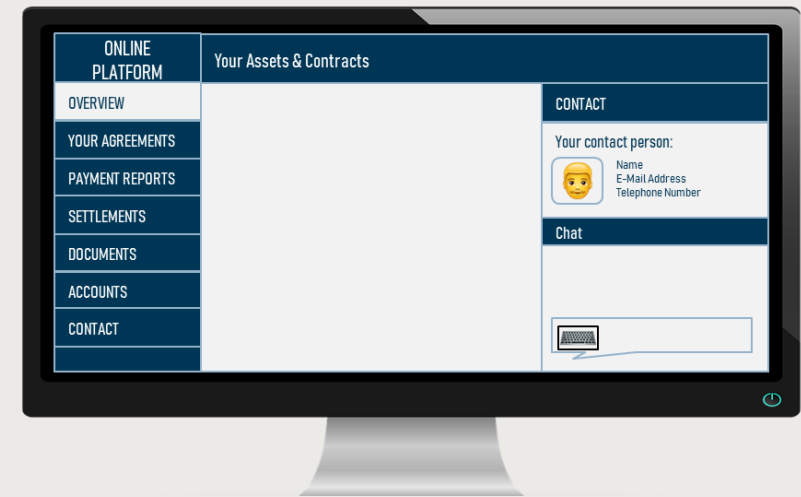 ONLINE
PLATFORM
Your Assets & Contracts
OVERVIEW
YOUR AGREEMENTS
PAYMENT REPORTS
SETTLEMENTS
DOCUMENTS
ACCOUNTS
CONTACT
CONTACT
Your contact person:
Name
E-Mail Address
Telephone Number
Chat